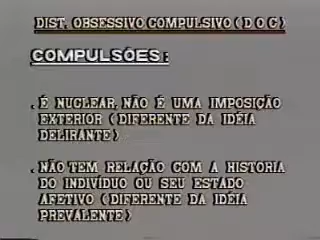 DIST. OBSESSIVO COMPULSIVO ( D O C )
COMPULSÕES :
. É NUCLEAR, NÃO É UMA IMPOSIÇÃO
EXTERIOR ( DIFERENTE DA IDÉIA
DELIRANTE )
. NÃO TEM RELAÇÃO COM A HISTÓRIA
DO INDIVÍDUO OU SEU ESTADO
AFETIVO ( DIFERENTE DA IDÉIA
PREVALENTE )